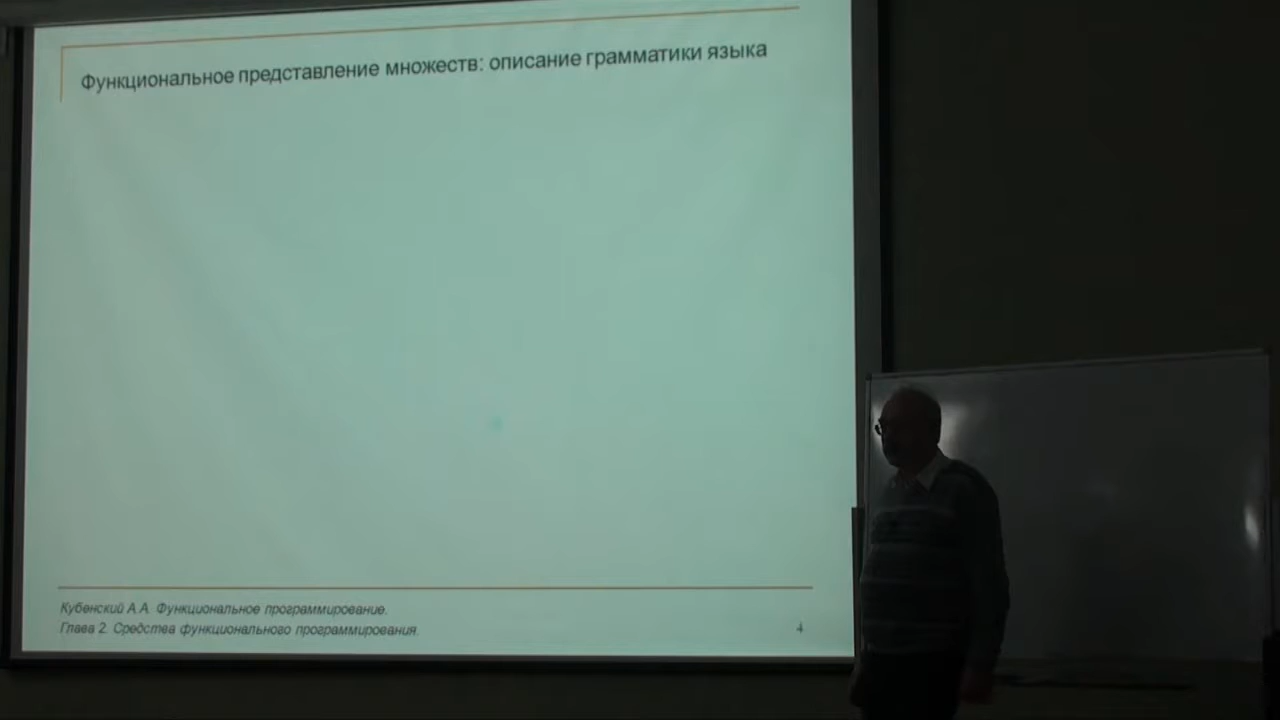 Функциональное представление множеств: описание грамматики языка
Кубенский А.А. Функциональное программирование.
Глава 2. Средства функционального программирования.
4